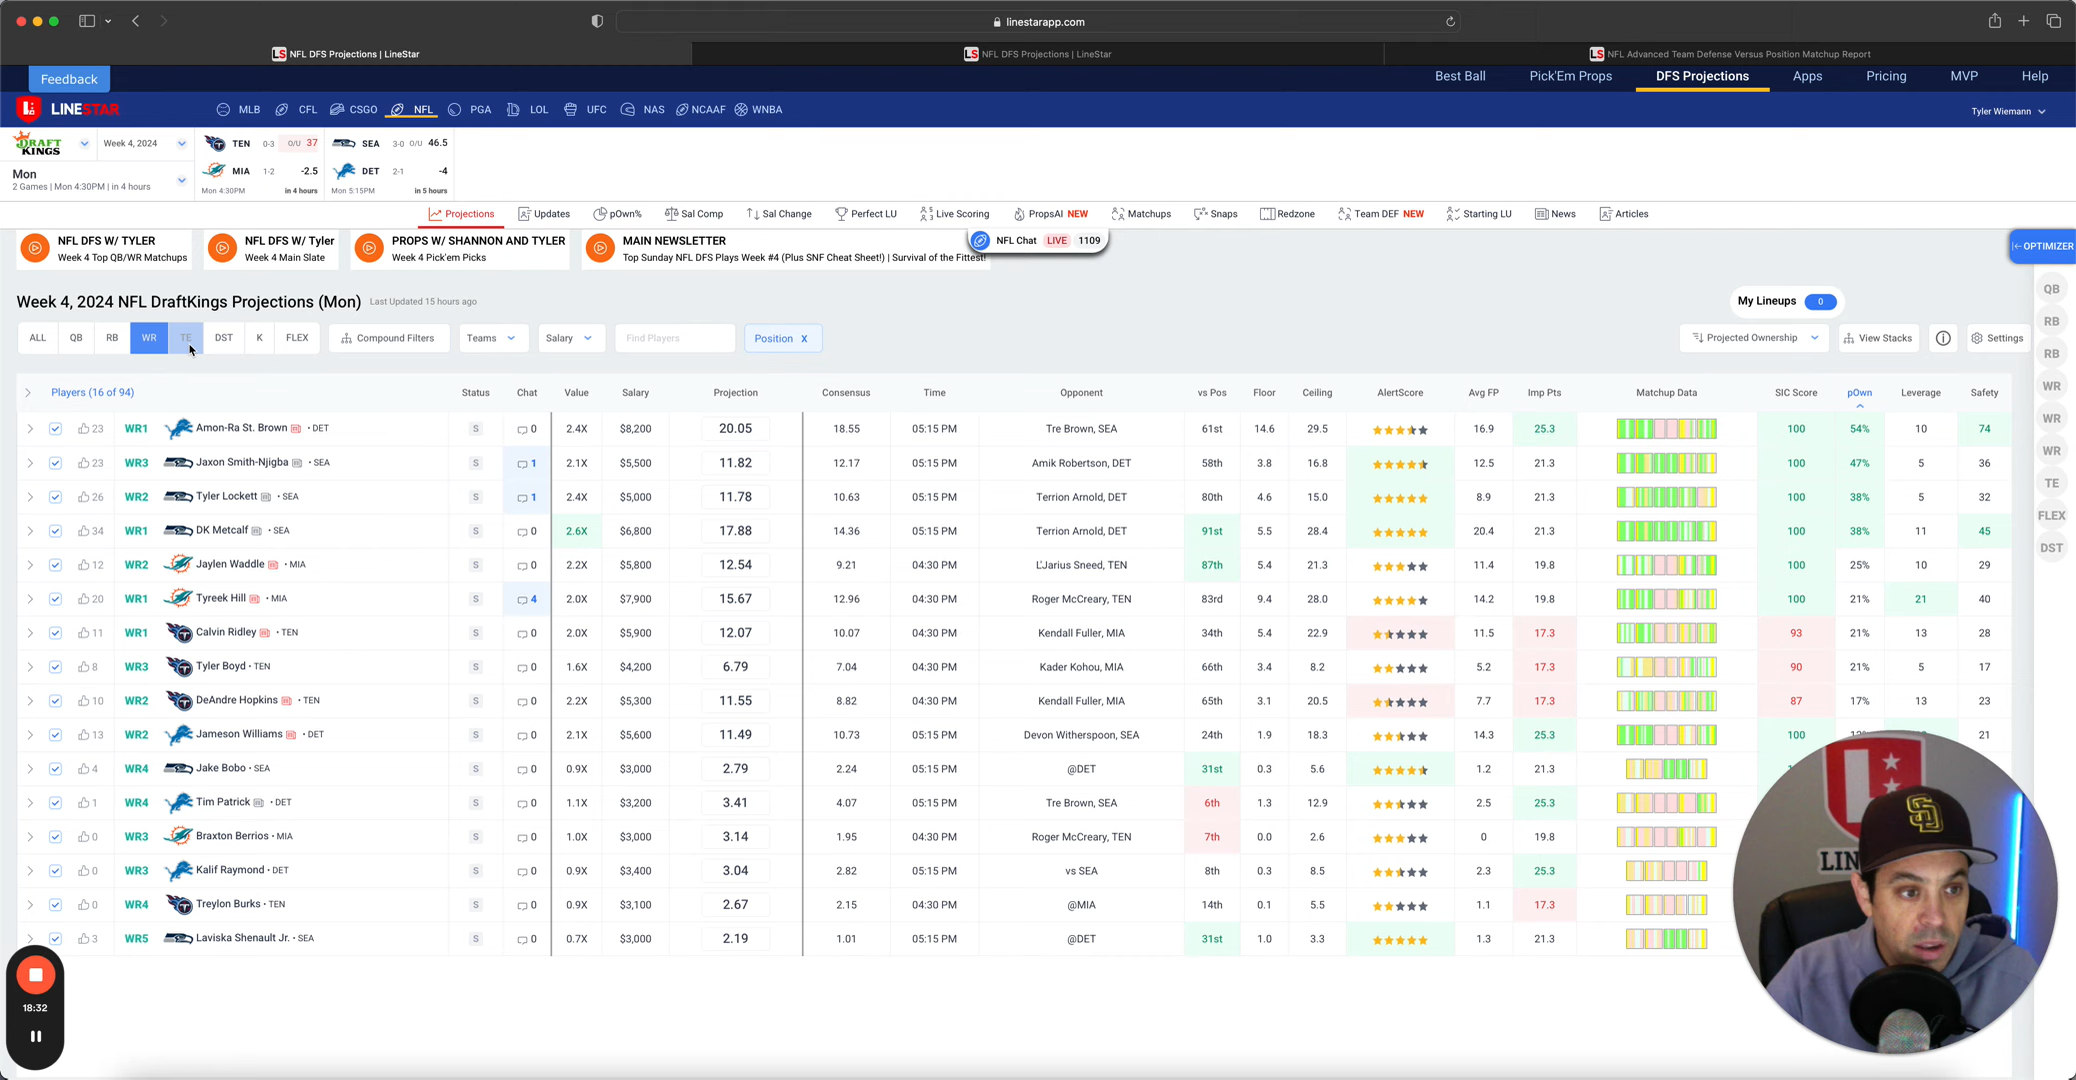 linestarapp.com
LS NFL DFS Projections | LineStar
LS NFL DFS Projections | LineStar
LS NFL Advanced Team Defense Versus Position Matchup Report
Feedback
Best Ball Pick'Em Props DFS Projections Apps Pricing MVP Help
LINESTAR MLB CFL CSGO NFL PGA LOL UFC NAS NCAAF WNBA Tyler Wiemann
DRAFT KINGS Week 4, 2024 TEN 0-3 O/U 37 SEA 3-0 O/U 46.5
Mon
2 Games | Mon 4:30PM | in 4 hours
MIA 1-2 -2.5 DET 2-1 -4
Mon 4:30PM in 4 hours Mon 5:15PM in 5 hours
Projections Updates pOwn% Sal Comp Sal Change Perfect LU Live Scoring PropsAI NEW Matchups Snaps Redzone Team DEF NEW Starting LU News Articles
NFL DFS W/ TYLER
Week 4 Top QB/WR Matchups
NFL DFS W/ Tyler
Week 4 Main Slate
PROPS W/ SHANNON AND TYLER
Week 4 Pick'em Picks
MAIN NEWSLETTER
Top Sunday NFL DFS Plays Week #4 (Plus SNF Cheat Sheet!) | Survival of the Fittest!
NFL Chat LIVE 1109
OPTIMIZER
Week 4, 2024 NFL DraftKings Projections (Mon) Last Updated 15 hours ago
My Lineups 0
ALL QB RB WR TE DST K FLEX Compound Filters Teams Salary Find Players Position X Projected Ownership View Stacks Settings
Players (16 of 94) Status Chat Value Salary Projection Consensus Time Opponent vs Pos Floor Ceiling AlertScore Avg FP Imp Pts Matchup Data SIC Score pOwn Leverage Safety
23 WR1 Amon-Ra St. Brown • DET S 0 2.4X $8,200 20.05 18.55 05:15 PM Tre Brown, SEA 61st 14.6 29.5 16.9 25.3 100 54% 10 74
23 WR3 Jaxon Smith-Njigba • SEA S 1 2.1X $5,500 11.82 12.17 05:15 PM Amik Robertson, DET 58th 3.8 16.8 12.5 21.3 100 47% 5 36
26 WR2 Tyler Lockett • SEA S 1 2.4X $5,000 11.78 10.63 05:15 PM Terrion Arnold, DET 80th 4.6 15.0 8.9 21.3 100 38% 5 32
34 WR1 DK Metcalf • SEA S 0 2.6X $6,800 17.88 14.36 05:15 PM Terrion Arnold, DET 91st 5.5 28.4 20.4 21.3 100 38% 11 45
12 WR2 Jaylen Waddle • MIA S 0 2.2X $5,800 12.54 9.21 04:30 PM L'Jarius Sneed, TEN 87th 5.4 21.3 11.4 19.8 100 25% 10 29
20 WR1 Tyreek Hill • MIA S 4 2.0X $7,900 15.67 12.96 04:30 PM Roger McCreary, TEN 83rd 9.4 28.0 14.2 19.8 100 21% 21 40
11 WR1 Calvin Ridley • TEN S 0 2.0X $5,900 12.07 10.07 04:30 PM Kendall Fuller, MIA 34th 5.4 22.9 11.5 17.3 93 21% 13 28
8 WR3 Tyler Boyd • TEN S 0 1.6X $4,200 6.79 7.04 04:30 PM Kader Kohou, MIA 66th 3.4 8.2 5.2 17.3 90 21% 5 17
10 WR2 DeAndre Hopkins • TEN S 0 2.2X $5,300 11.55 8.82 04:30 PM Kendall Fuller, MIA 65th 3.1 20.5 7.7 17.3 87 17% 13 23
13 WR2 Jameson Williams • DET S 0 2.1X $5,600 11.49 10.73 05:15 PM Devon Witherspoon, SEA 24th 1.9 18.3 14.3 25.3 100 21
4 WR4 Jake Bobo • SEA S 0 0.9X $3,000 2.79 2.24 05:15 PM @DET 31st 0.3 5.6 1.2 21.3
1 WR4 Tim Patrick • DET S 0 1.1X $3,200 3.41 4.07 05:15 PM Tre Brown, SEA 6th 1.3 12.9 2.5 25.3
0 WR3 Braxton Berrios • MIA S 0 1.0X $3,000 3.14 1.95 04:30 PM Roger McCreary, TEN 7th 0.0 2.6 0 19.8
0 WR3 Kalif Raymond • DET S 0 0.9X $3,400 3.04 2.82 05:15 PM vs SEA 8th 0.3 8.5 2.3 25.3
0 WR4 Treylon Burks • TEN S 0 0.9X $3,100 2.67 2.15 04:30 PM @MIA 14th 0.1 5.5 1.1 17.3
3 WR5 Laviska Shenault Jr. • SEA S 0 0.7X $3,000 2.19 1.01 05:15 PM @DET 31st 1.0 3.3 1.3 21.3
QB
RB
RB
WR
WR
WR
TE
FLEX
DST
LIN
SD
18:32